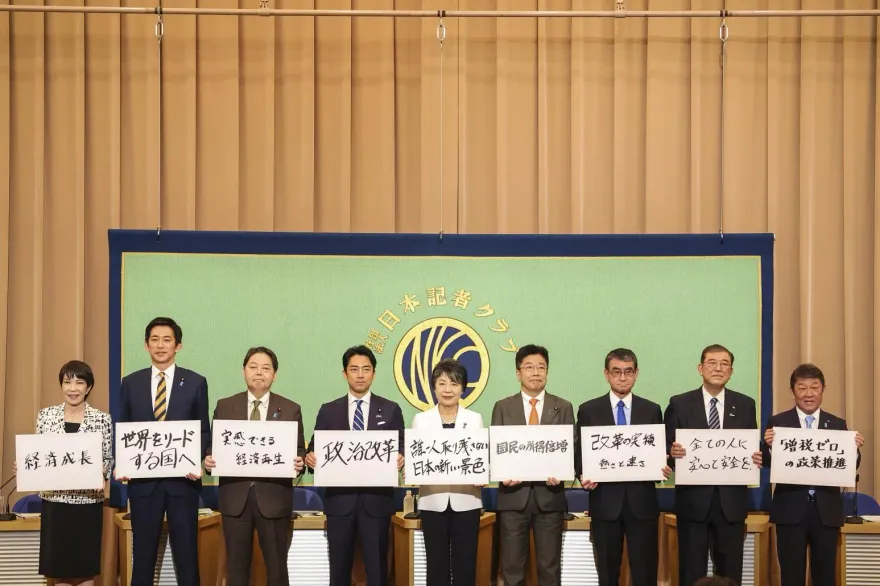 日本記者クラブ
経済成長
世界をリード
する国へ
実感できる
経済再生
政治改革
誰一人取り残さない
日本の新しい景色
国民の所得倍増
改革の実績
熱さと速さ
全ての人に
安心と安全を
「増税ゼロ」
の政策推進